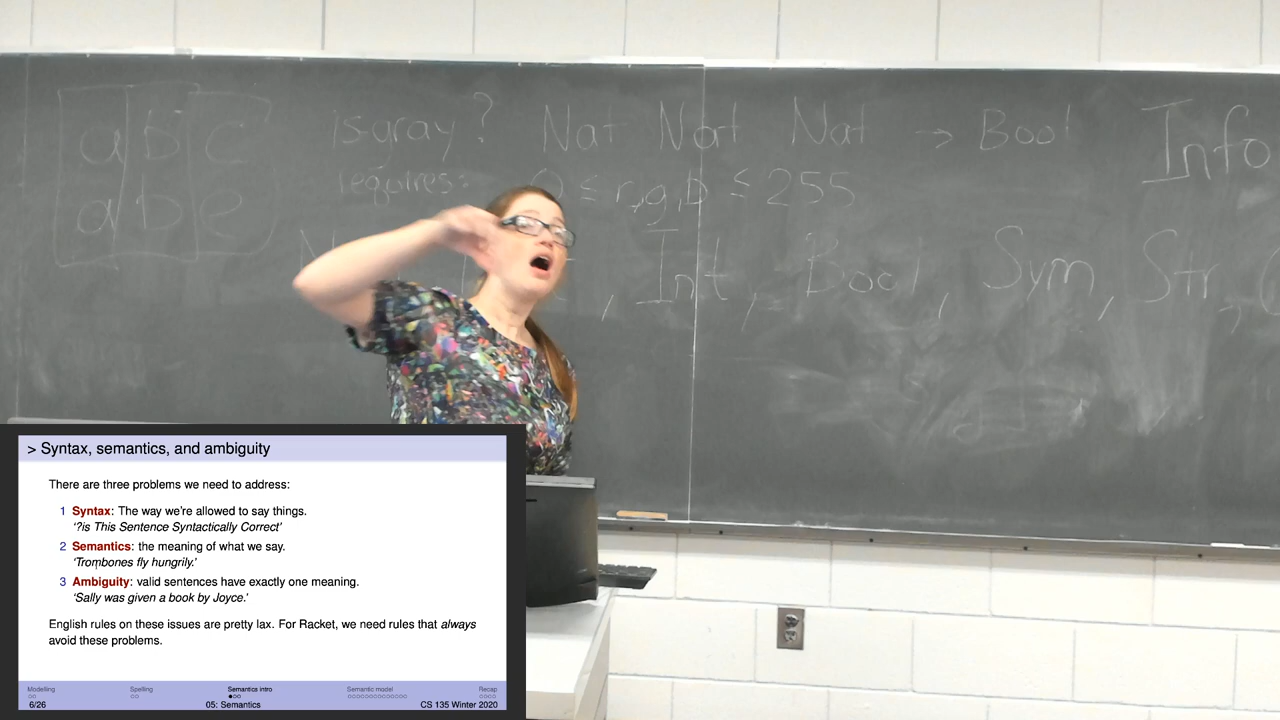 a b c
a b e
isgray? Nat Nat Nat → Bool
requires: 0 ≤ r,g,b ≤ 255
, Int, Bool, Sym, Str,
Info
> Syntax, semantics, and ambiguity
There are three problems we need to address:
1 Syntax: The way we're allowed to say things.
'?is This Sentence Syntactically Correct'
2 Semantics: the meaning of what we say.
'Trombones fly hungrily.'
3 Ambiguity: valid sentences have exactly one meaning.
'Sally was given a book by Joyce.'
English rules on these issues are pretty lax. For Racket, we need rules that always
avoid these problems.
Modelling Spelling Semantics intro Semantic model Recap
6/26 05: Semantics CS 135 Winter 2020